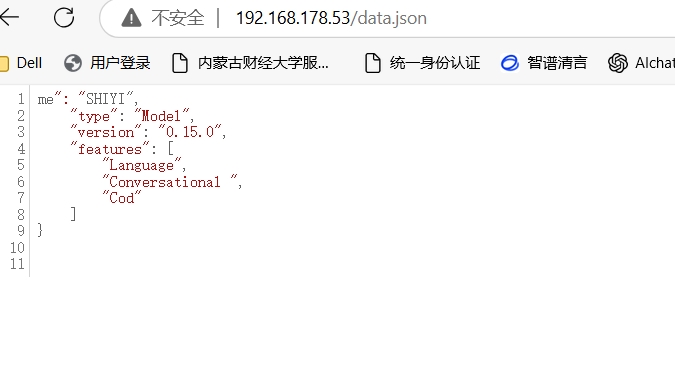 不安全 | 192.168.178.53/data.json
Dell 用户登录 内蒙古财经大学服... 统一身份认证 智谱清言 AIchat
1 me": "SHIYI",
2 "type": "Model",
3 "version": "0.15.0",
4 "features": [
5 "Language",
6 "Conversational ",
7 "Cod"
8 ]
9 }
10
11